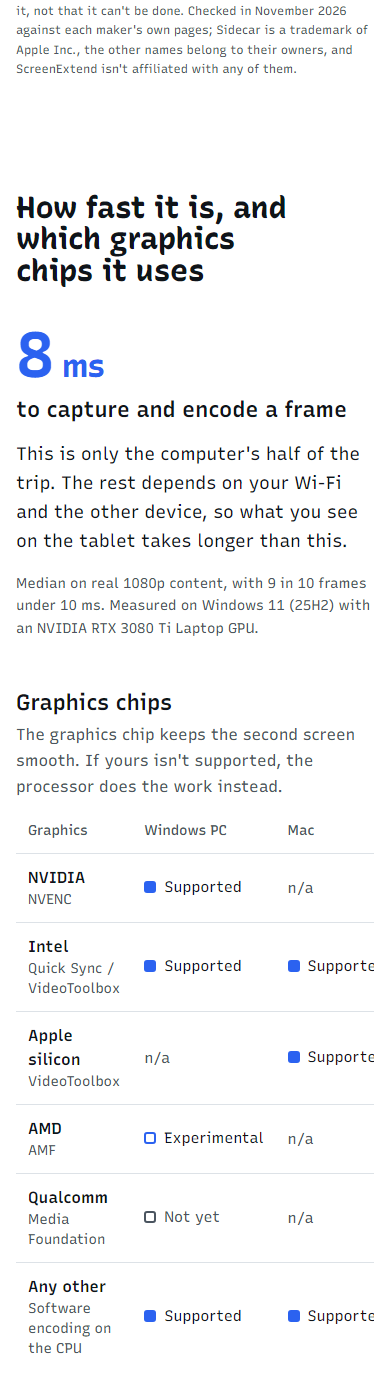 it, not that it can't be done. Checked in November 2026
against each maker's own pages; Sidecar is a trademark of
Apple Inc., the other names belong to their owners, and
ScreenExtend isn't affiliated with any of them.
How fast it is, and
which graphics
chips it uses
8 ms
to capture and encode a frame
This is only the computer's half of the
trip. The rest depends on your Wi-Fi
and the other device, so what you see
on the tablet takes longer than this.
Median on real 1080p content, with 9 in 10 frames
under 10 ms. Measured on Windows 11 (25H2) with
an NVIDIA RTX 3080 Ti Laptop GPU.
Graphics chips
The graphics chip keeps the second screen
smooth. If yours isn't supported, the
processor does the work instead.
Graphics Windows PC Mac
NVIDIA
NVENC
Supported n/a
Intel
Quick Sync /
VideoToolbox
Supported Supporte
Apple
silicon
VideoToolbox
n/a Supporte
AMD
AMF
Experimental n/a
Qualcomm
Media
Foundation
Not yet n/a
Any other
Software
encoding on
the CPU
Supported Supporte